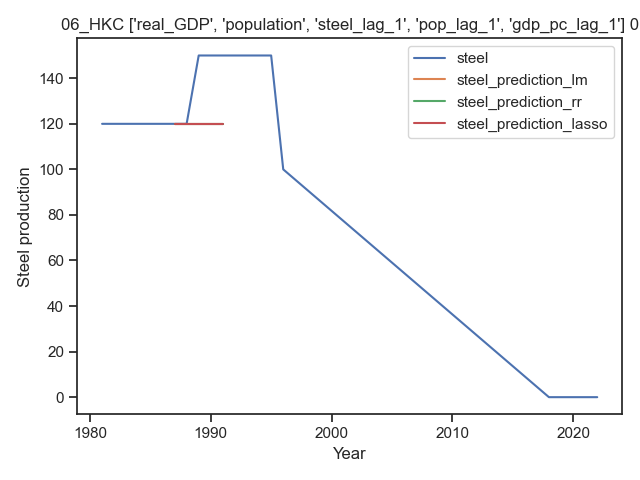 06_HKC ['real_GDP', 'population', 'steel_lag_1', 'pop_lag_1', 'gdp_pc_lag_1'] 0
steel
steel_prediction_lm
steel_prediction_rr
steel_prediction_lasso
140
120
100
80
60
40
20
0
Steel production
1980
1990
2000
2010
2020
Year